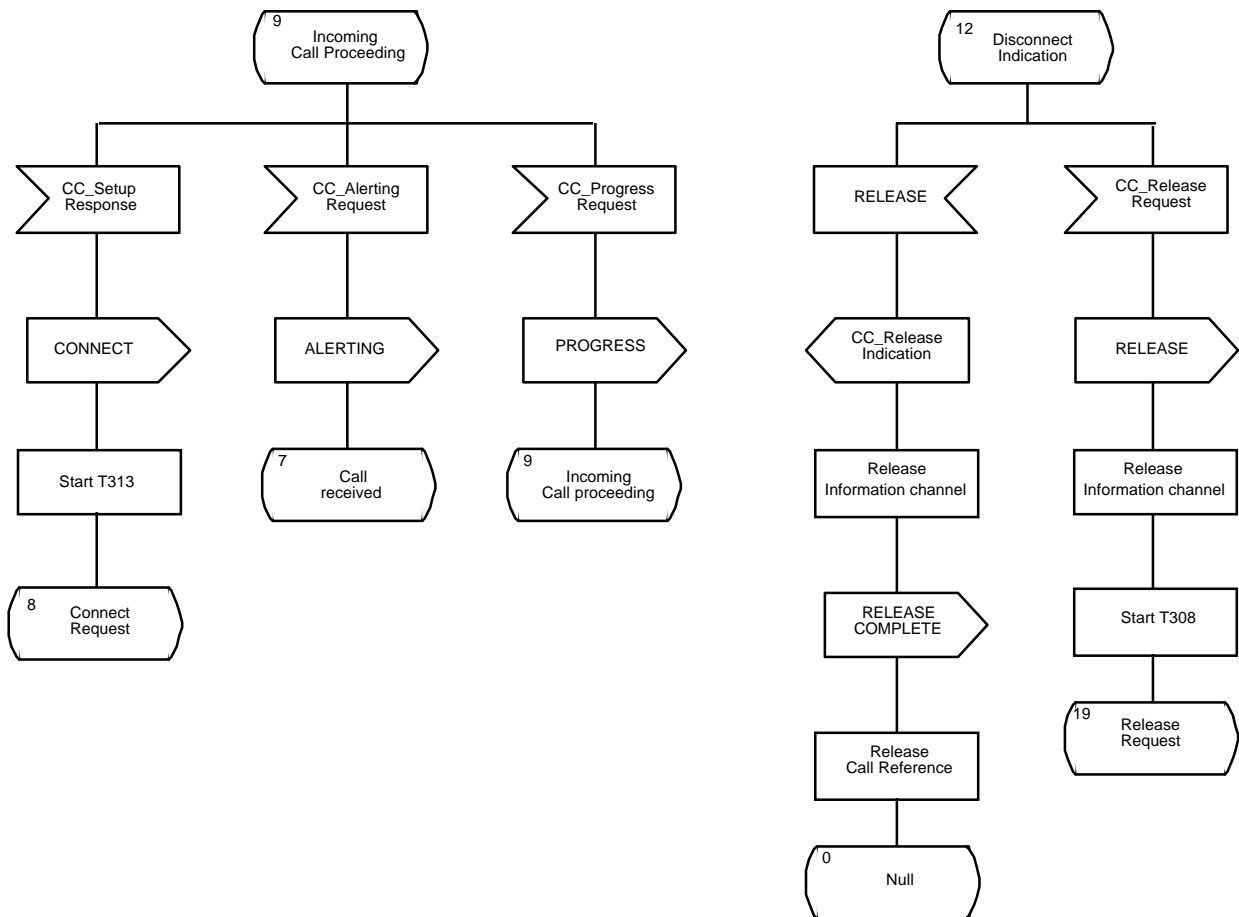 9
Incoming
Call Proceeding
12
Disconnect
Indication
CC_Setup
Response
CC_Alerting
Request
CC_Progress
Request
RELEASE
CC_Release
Request
CONNECT
ALERTING
PROGRESS
CC_Release
Indication
RELEASE
Start T313
7
Call
received
9
Incoming
Call proceeding
Release
Information channel
Release
Information channel
8
Connect
Request
RELEASE
COMPLETE
Start T308
19
Release
Request
Release
Call Reference
0
Null